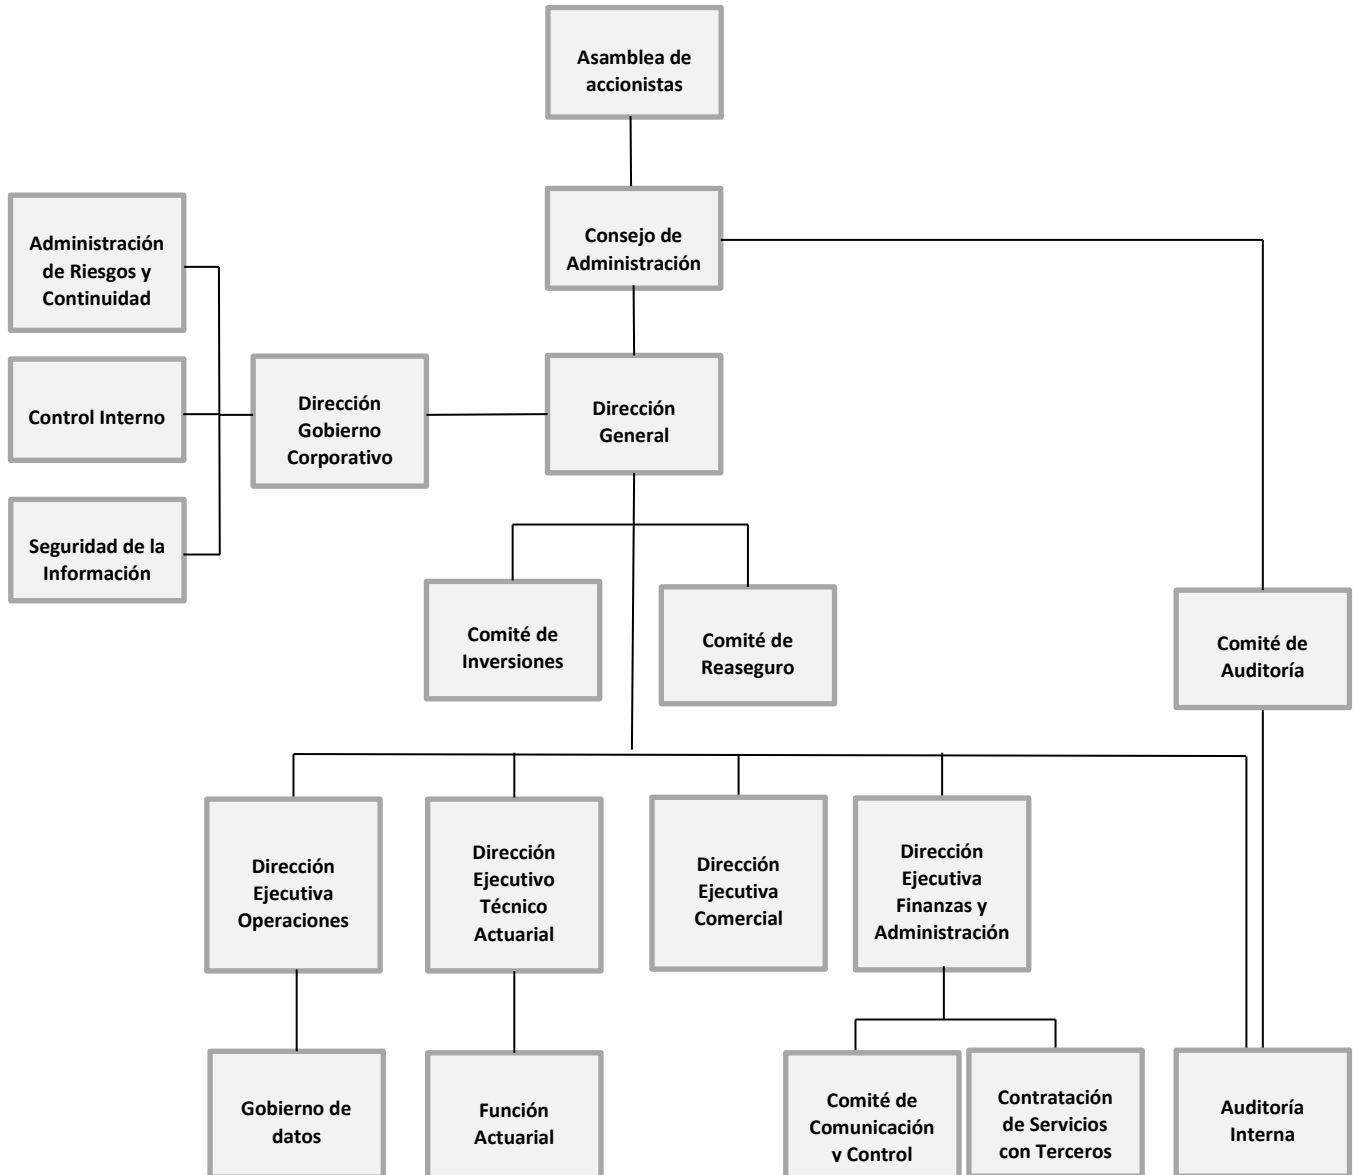 Asamblea de
accionistas
Consejo de
Administración
Administración
de Riesgos y
Continuidad
Control Interno
Seguridad de la
Información
Dirección
Gobierno
Corporativo
Dirección
General
Comité de
Inversiones
Comité de
Reaseguro
Comité de
Auditoría
Dirección
Ejecutiva
Operaciones
Dirección
Ejecutivo
Técnico
Actuarial
Dirección
Ejecutiva
Comercial
Dirección
Ejecutiva
Finanzas y
Administración
Gobierno de
datos
Función
Actuarial
Comité de
Comunicación
y Control
Contratación
de Servicios
con Terceros
Auditoría
Interna